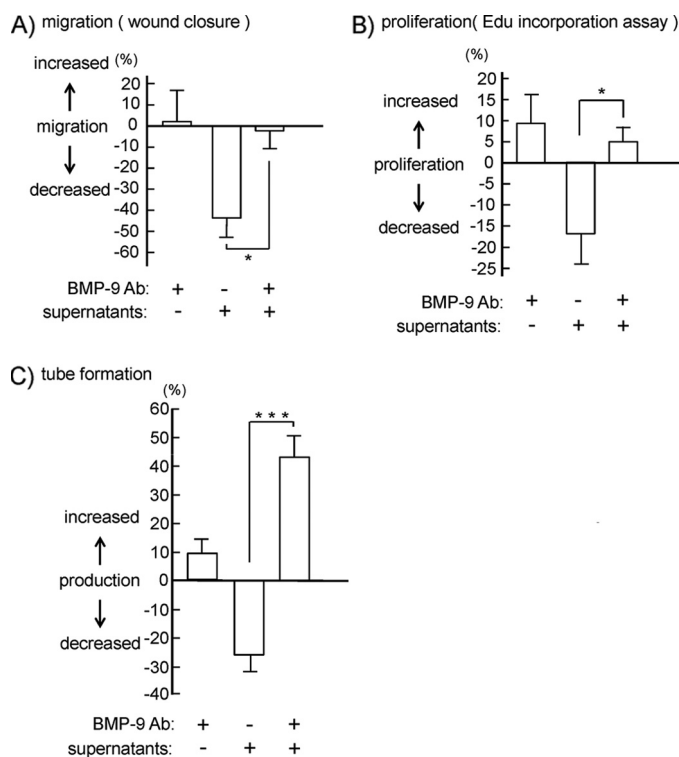 A) migration ( wound closure )
increased (%)
migration
decreased
20
10
0
-10
-20
-30
-40
-50
-60
*
BMP-9 Ab: + - +
supernatants: - + +
B) proliferation( Edu incorporation assay )
(%)
increased
proliferation
decreased
20
15
10
5
0
-5
-10
-15
-20
-25
*
BMP-9 Ab: + - +
supernatants: - + +
C) tube formation
(%)
increased
production
decreased
60
50
40
30
20
10
0
-10
-20
-30
-40
***
BMP-9 Ab: + - +
supernatants: - + +